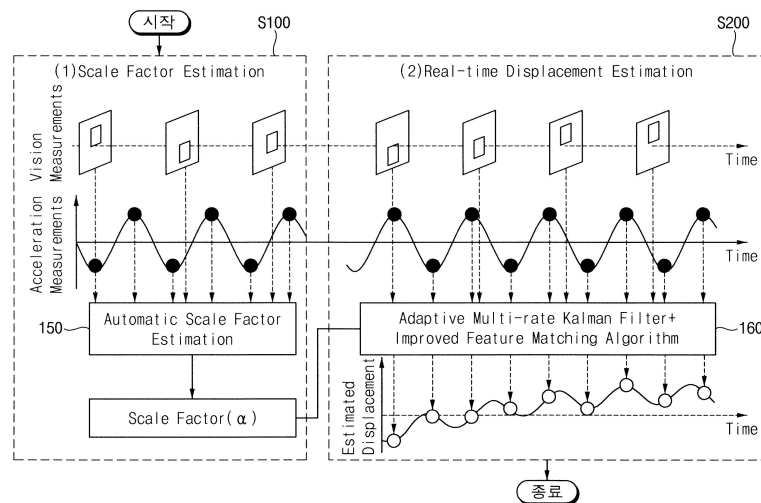 시작
S100
S200
(1)Scale Factor Estimation
(2)Real-time Displacement Estimation
Vision
Measurements
Time
Acceleration
Measurements
Time
150
Automatic Scale Factor
Estimation
Adaptive Multi-rate Kalman Filter+
Improved Feature Matching Algorithm
160
Scale Factor(α)
Estimated
Displacement
Time
종료